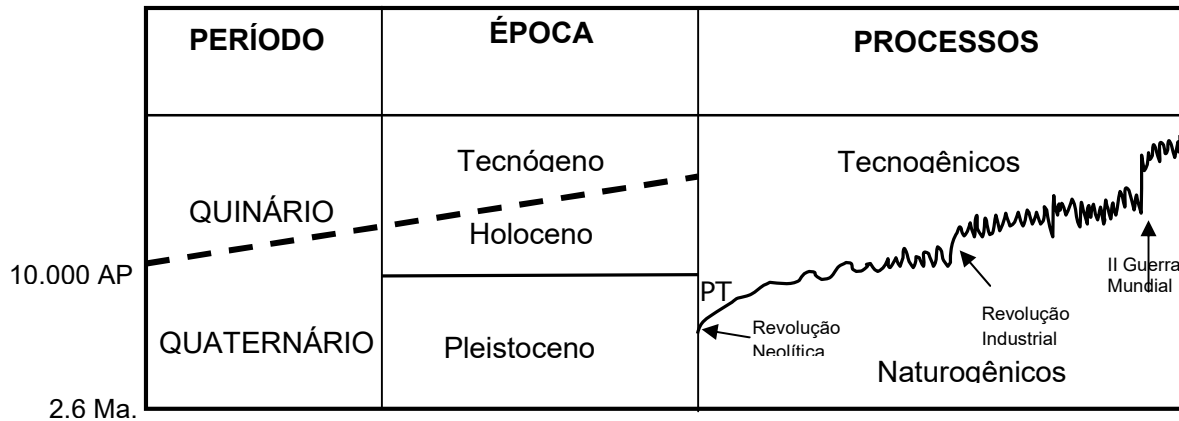 PERÍODO
ÉPOCA
PROCESSOS
Tecnógeno
Tecnogênicos
QUINÁRIO
Holoceno
10.000 AP
PT
II Guerra
Mundial
Revolução
Industrial
Revolução
Neolítica
QUATERNÁRIO
Pleistoceno
Naturogênicos
2.6 Ma.